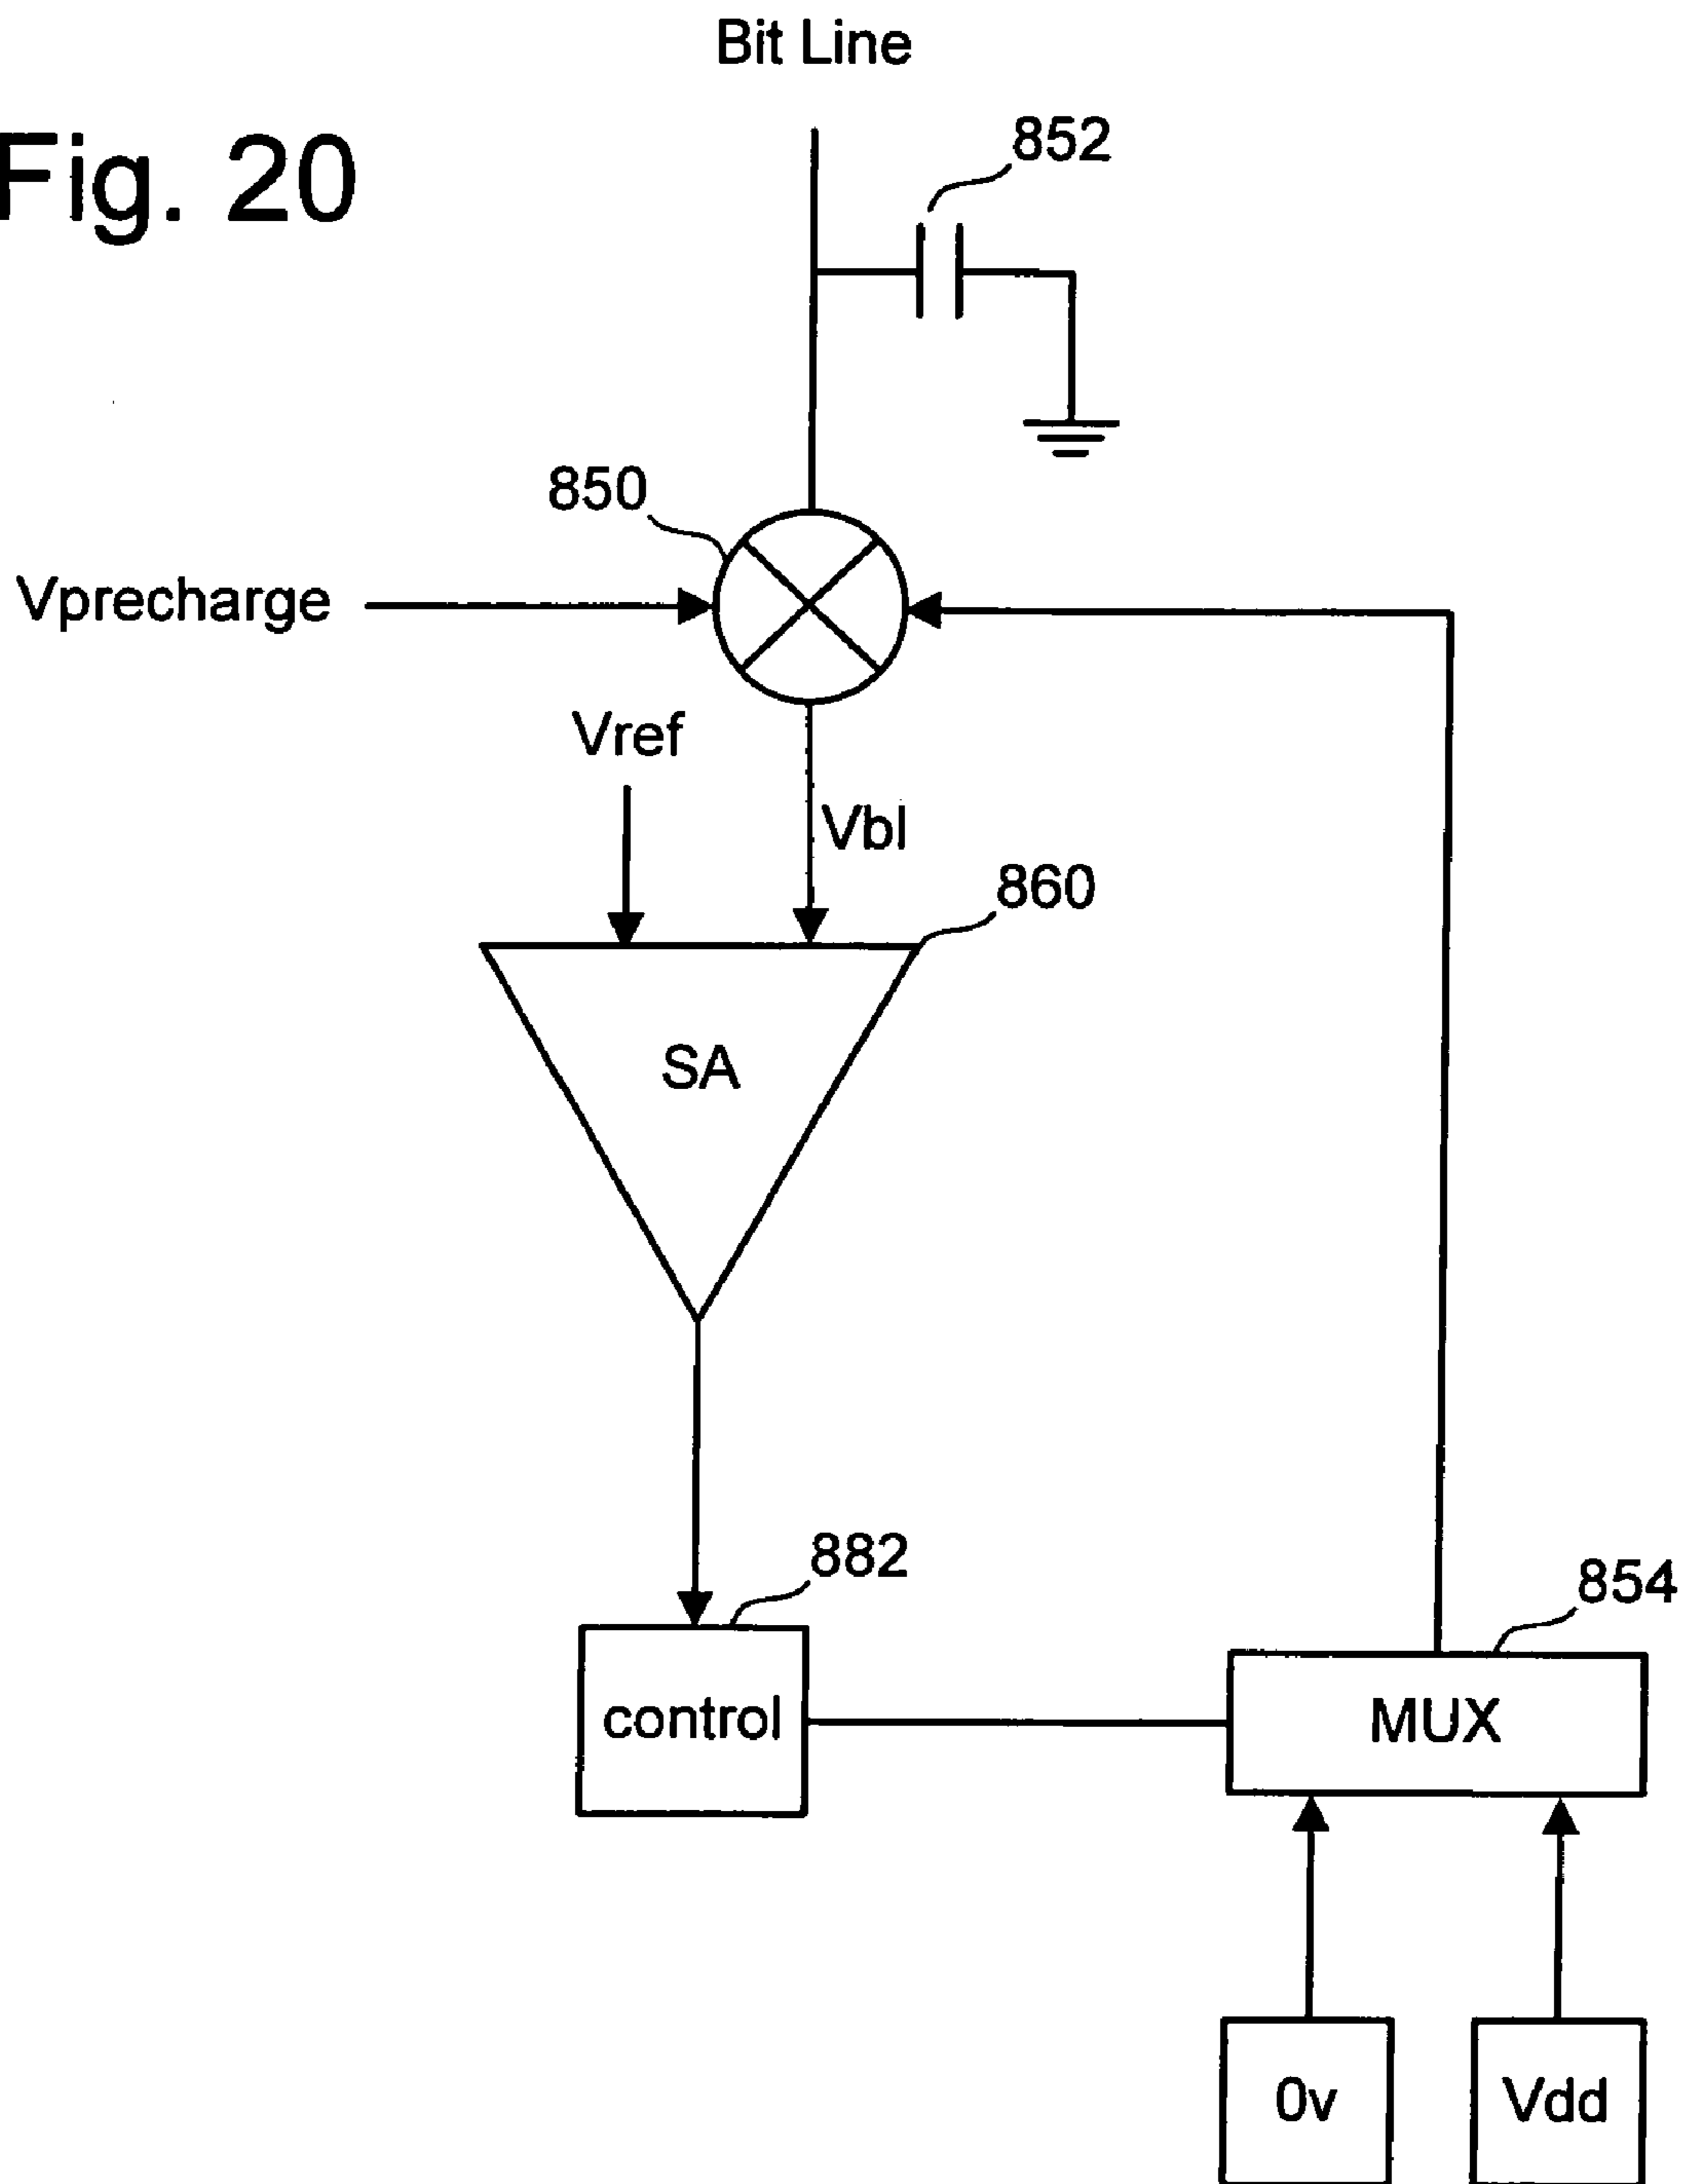 Bit Line
Fig. 20
852
850
Vprecharge
Vref
Vbl
860
SA
882
control
854
MUX
0v
Vdd